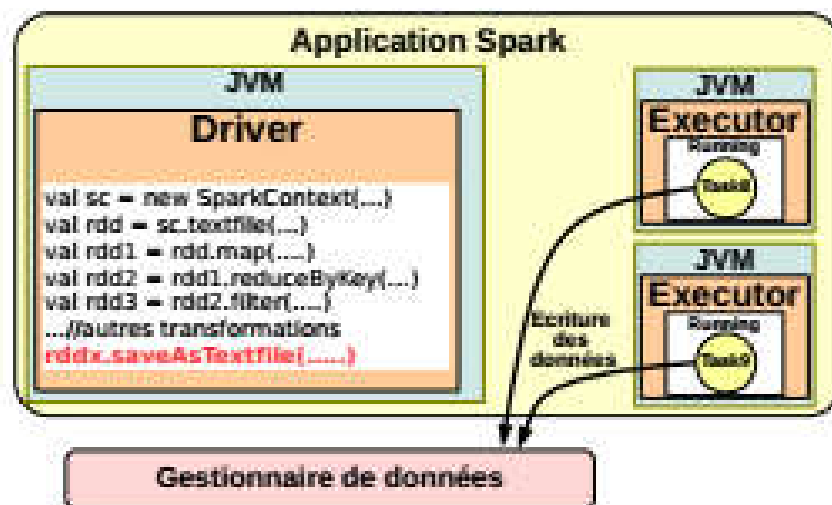 Application Spark
JVM
Driver
val sc = new SparkContext(...)
val rdd = sc.textfile(...)
val rdd1 = rdd.map(....)
val rdd2 = rdd1.reduceByKey(...)
val rdd3 = rdd2.filter(....)
...//autres transformations
rddx.saveAsTextfile(......)
JVM
Executor
Running
Task8
JVM
Executor
Running
Task9
Ecriture
des
données
Gestionnaire de données